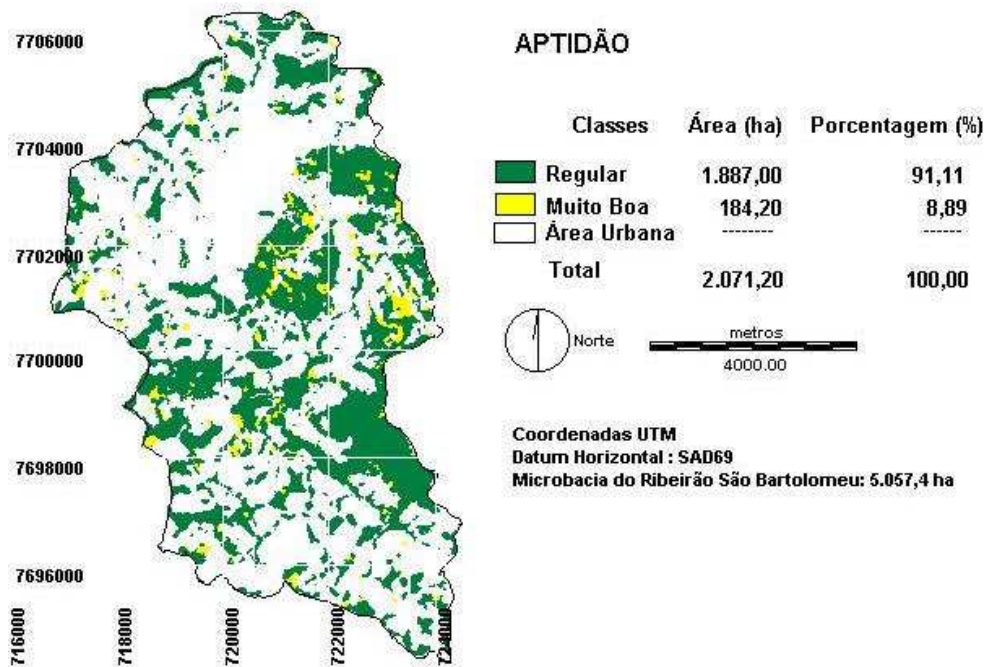 APTIDÃO
Classes Área (ha) Porcentagem (%)
Regular 1.887,00 91,11
Muito Boa 184,20 8,89
Área Urbana -------- ------
Total 2.071,20 100,00
Norte
metros
4000.00
Coordenadas UTM
Datum Horizontal : SAD69
Microbacia do Ribeirão São Bartolomeu: 5.057,4 ha
7706000
7704000
7702000
7700000
7698000
7696000
716000
718000
720000
722000
724000